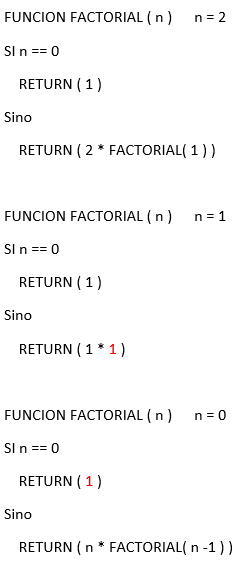 FUNCION FACTORIAL ( n ) n = 2
SI n == 0
RETURN ( 1 )
Sino
RETURN ( 2 * FACTORIAL( 1 ) )
FUNCION FACTORIAL ( n ) n = 1
SI n == 0
RETURN ( 1 )
Sino
RETURN ( 1 * 1 )
FUNCION FACTORIAL ( n ) n = 0
SI n == 0
RETURN ( 1 )
Sino
RETURN ( n * FACTORIAL( n -1 ) )